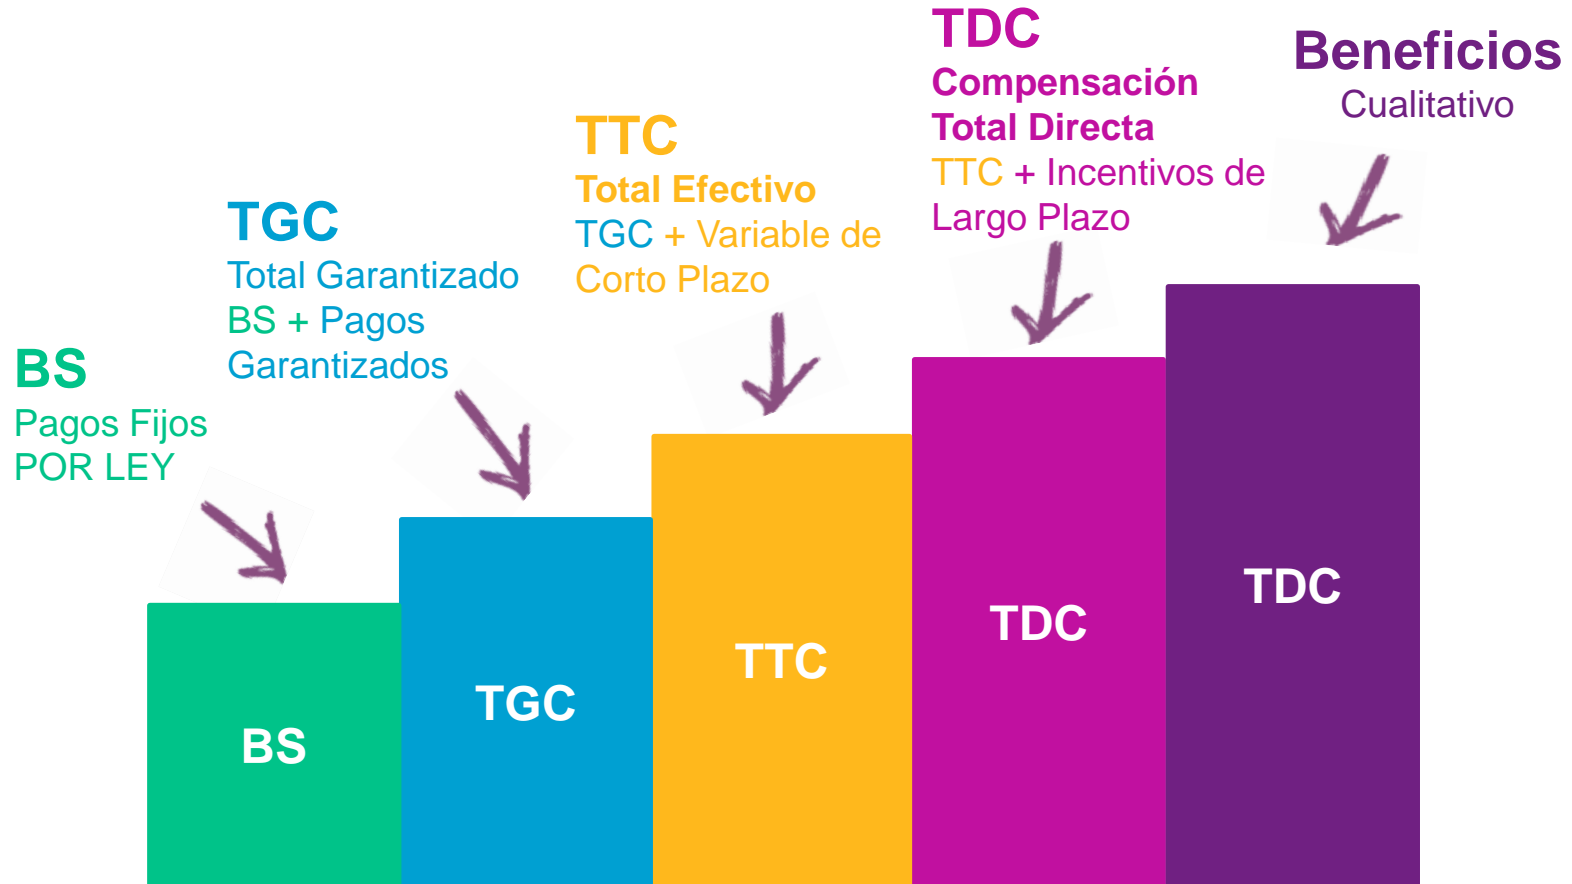 BS
Pagos Fijos
POR LEY
TGC
Total Garantizado
BS + Pagos
Garantizados
TTC
Total Efectivo
TGC + Variable de
Corto Plazo
TDC
Compensación
Total Directa
TTC + Incentivos de
Largo Plazo
Beneficios
Cualitativo
BS
TGC
TTC
TDC
TDC